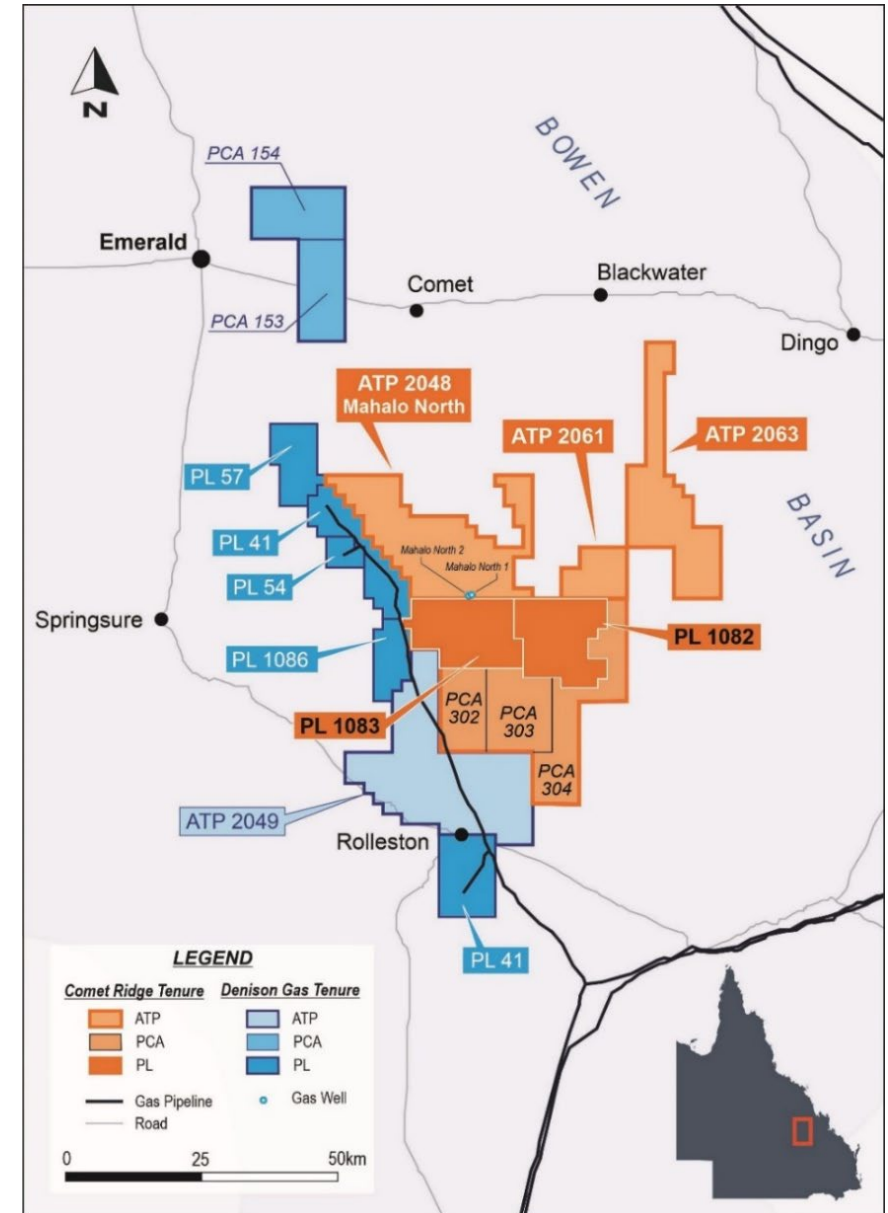 N
BOWEN
PCA 154
Emerald
Comet
Blackwater
PCA 153
Dingo
ATP 2048
Mahalo North
ATP 2061
ATP 2063
PL 57
BASIN
PL 41
Mahalo North 2
Mahalo North 1
PL 54
Springsure
PL 1082
PL 1086
PCA
302
PCA
303
PL 1083
PCA
304
ATP 2049
Rolleston
PL 41
LEGEND
Comet Ridge Tenure
Denison Gas Tenure
ATP
ATP
PCA
PCA
PL
PL
Gas Pipeline
Gas Well
Road
0 25 50km